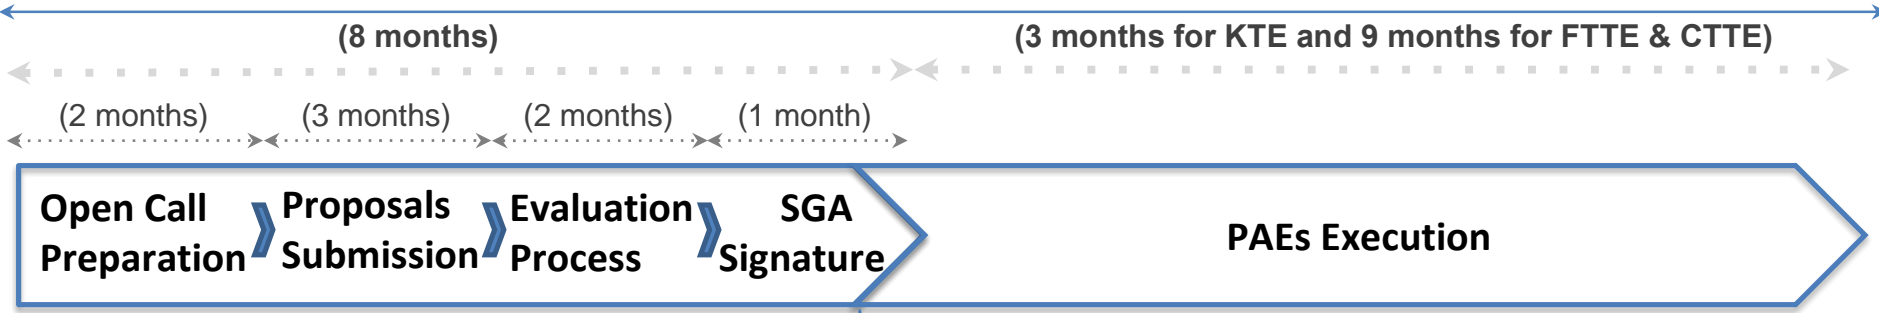 (8 months)
(3 months for KTE and 9 months for FTTE & CTTE)
(2 months)
(3 months)
(2 months)
(1 month)
Open Call
Preparation
Proposals
Submission
Evaluation
Process
SGA
Signature
PAEs Execution